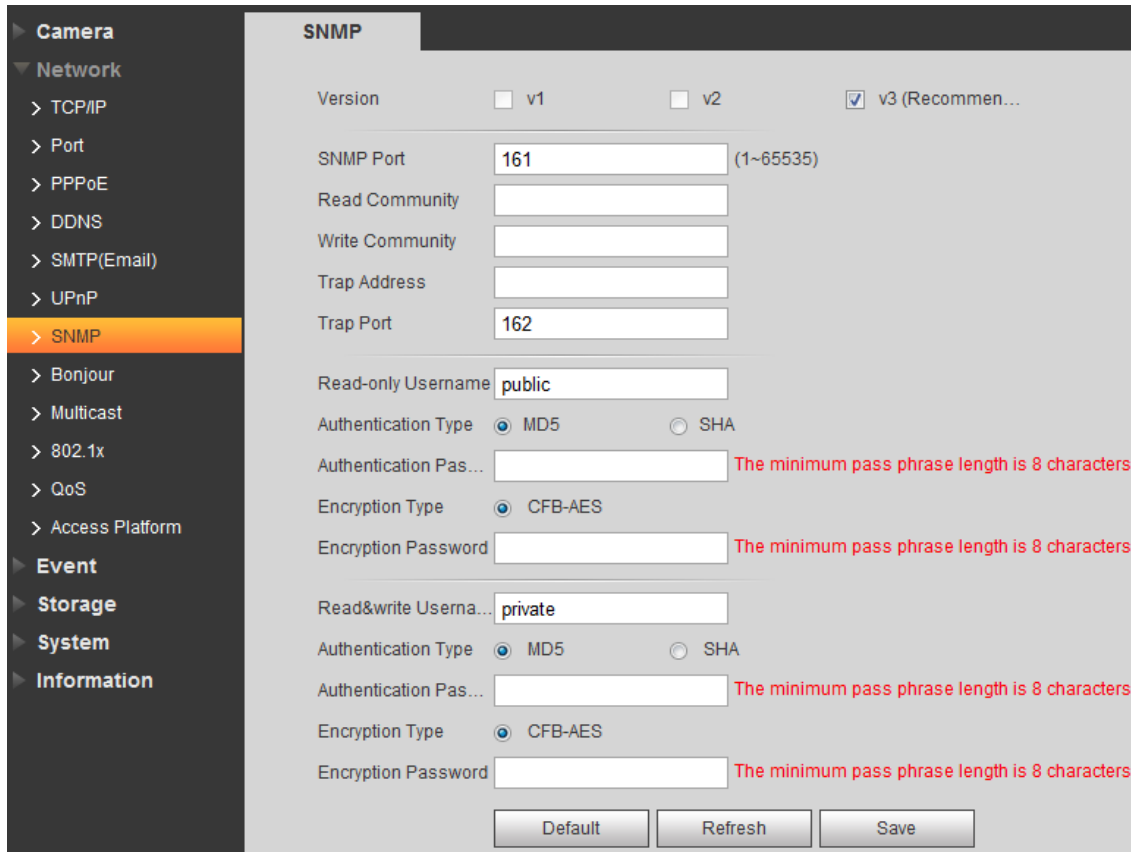 Camera
Network
TCP/IP
Port
PPPoE
DDNS
SMTP(Email)
UPnP
SNMP
Bonjour
Multicast
802.1x
QoS
Access Platform
Event
Storage
System
Information
SNMP
Version v1 v2 v3 (Recommen...
SNMP Port 161 (1~65535)
Read Community
Write Community
Trap Address
Trap Port 162
Read-only Username public
Authentication Type MD5 SHA
Authentication Pas... The minimum pass phrase length is 8 characters
Encryption Type CFB-AES
Encryption Password The minimum pass phrase length is 8 characters
Read&write Userna... private
Authentication Type MD5 SHA
Authentication Pas... The minimum pass phrase length is 8 characters
Encryption Type CFB-AES
Encryption Password The minimum pass phrase length is 8 characters
Default Refresh Save